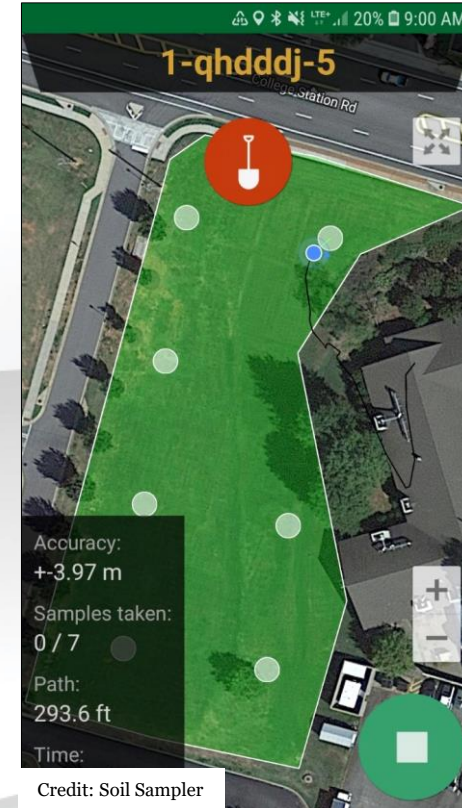 LTE+ 20% 9:00 AM
1-qhdddj-5
College Station Rd
Accuracy:
+-3.97 m
Samples taken:
0 / 7
Path:
293.6 ft
Time:
+
−
Credit: Soil Sampler